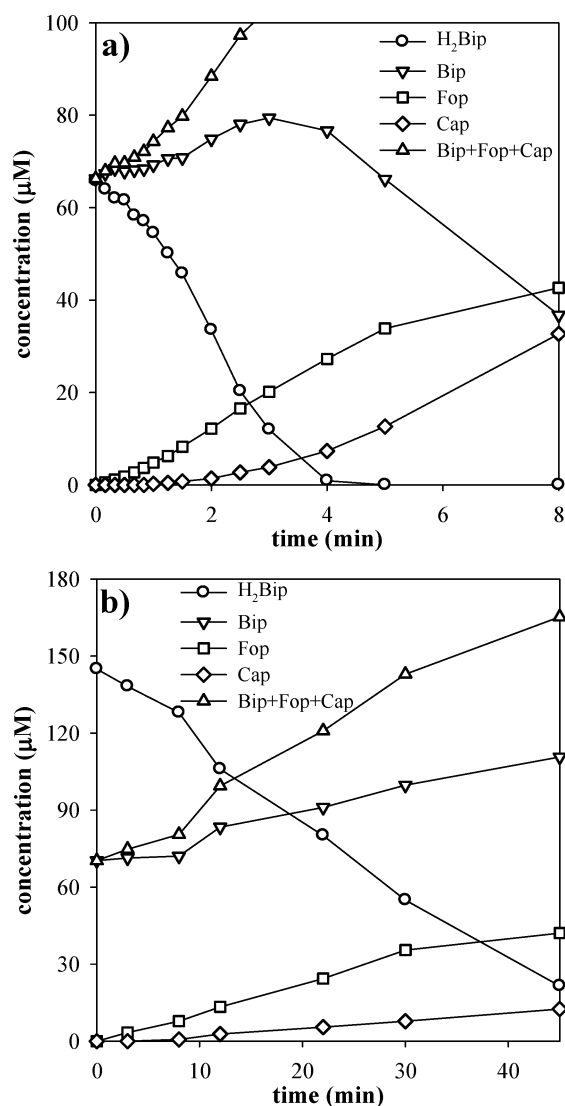 a)
H₂Bip
Bip
Fop
Cap
Bip+Fop+Cap
100
80
60
40
20
0
concentration (μM)
0 2 4 6 8
time (min)
b)
H₂Bip
Bip
Fop
Cap
Bip+Fop+Cap
180
150
120
90
60
30
0
concentration (μM)
0 10 20 30 40
time (min)